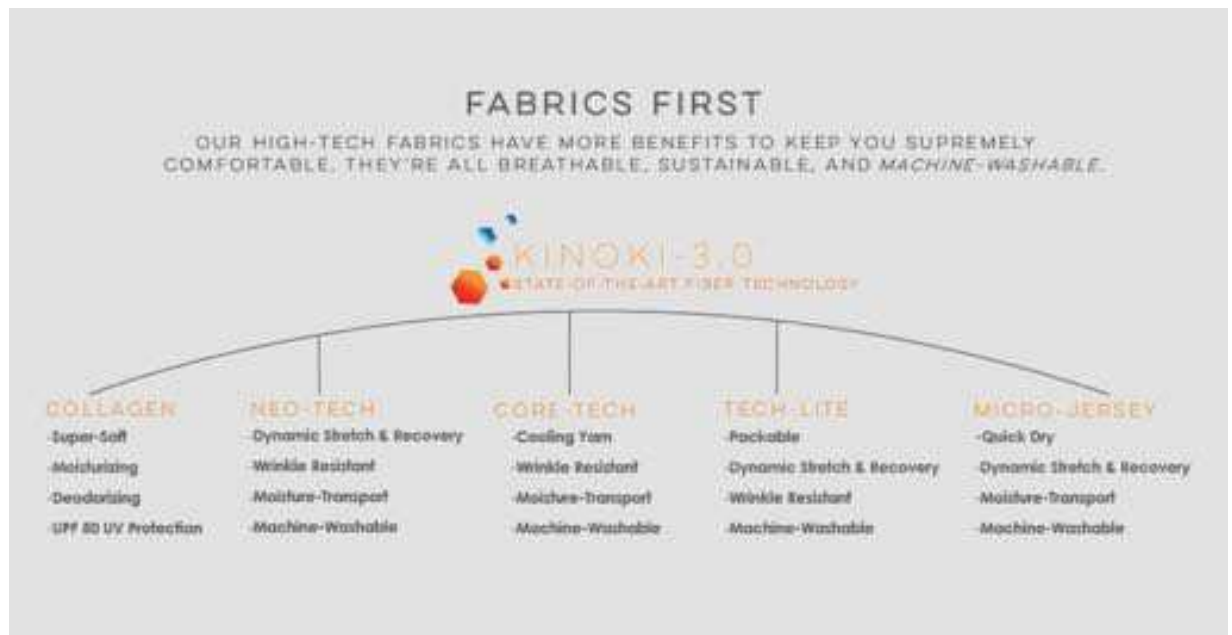 FABRICS FIRST
OUR HIGH-TECH FABRICS HAVE MORE BENEFITS TO KEEP YOU SUPREMELY
COMFORTABLE, THEY'RE ALL BREATHABLE, SUSTAINABLE, AND MACHINE-WASHABLE.
KINOKI-3.0
STATE-OF-THE-ART FIBER TECHNOLOGY
COLLAGEN
-Super-Soft
-Moisturizing
-Deodorizing
-UPF 80 UV Protection
NEO-TECH
-Dynamic Stretch & Recovery
-Wrinkle Resistant
-Moisture-Transport
-Machine-Washable
CORE-TECH
-Cooling Yarn
-Wrinkle Resistant
-Moisture-Transport
-Machine-Washable
TECH-LITE
-Packable
-Dynamic Stretch & Recovery
-Wrinkle Resistant
-Machine-Washable
MICRO-JERSEY
-Quick Dry
-Dynamic Stretch & Recovery
-Moisture-Transport
-Machine-Washable